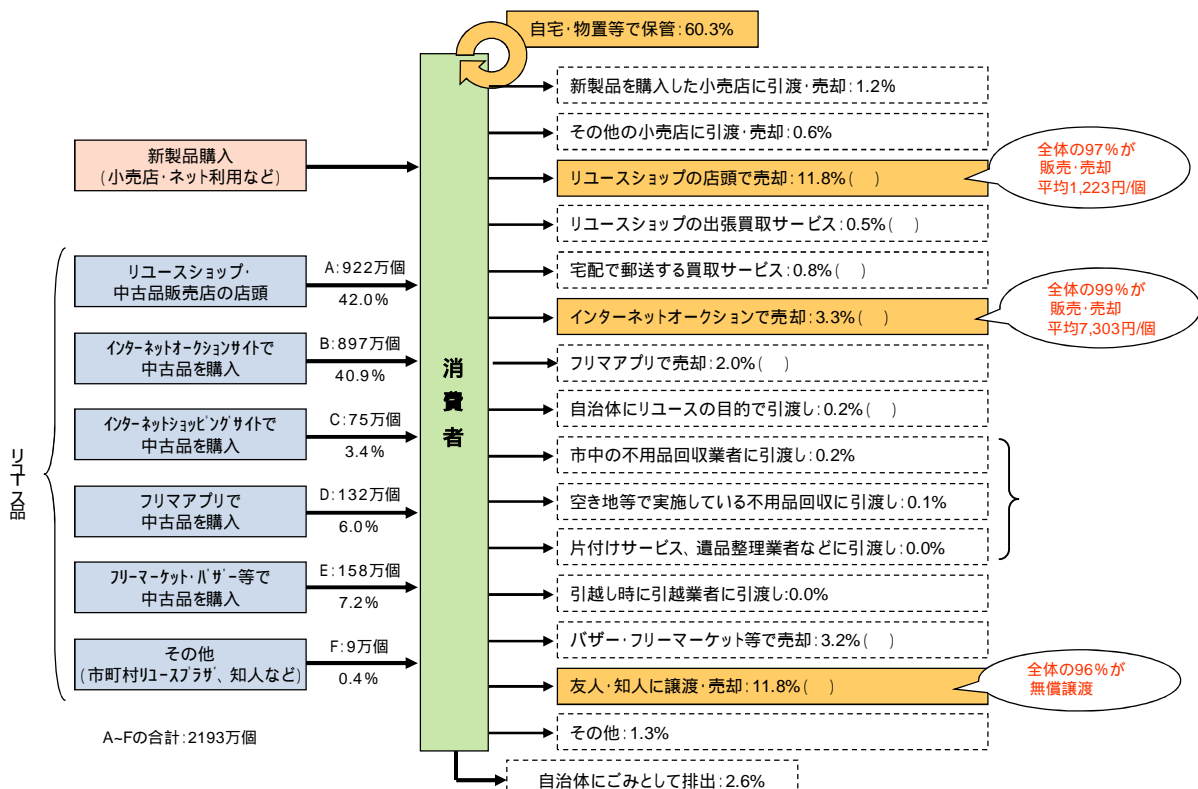 自宅・物置等で保管:60.3%
新製品購入
(小売店・ネット利用など)
リユース品
リユースショップ・
中古品販売店の店頭
A:922万個
42.0%
インターネットオークションサイトで
中古品を購入
B:897万個
40.9%
インターネットショッピングサイトで
中古品を購入
C:75万個
3.4%
フリマアプリで
中古品を購入
D:132万個
6.0%
フリーマーケット・バザー等で
中古品を購入
E:158万個
7.2%
その他
(市町村リユースプラザ、知人など)
F:9万個
0.4%
A~Fの合計:2193万個
消費者
新製品を購入した小売店に引渡・売却:1.2%
その他の小売店に引渡・売却:0.6%
リユースショップの店頭で売却:11.8%( )
全体の97%が
販売・売却
平均1,223円/個
リユースショップの出張買取サービス:0.5%( )
宅配で郵送する買取サービス:0.8%( )
インターネットオークションで売却:3.3%( )
全体の99%が
販売・売却
平均7,303円/個
フリマアプリで売却:2.0%( )
自治体にリユースの目的で引渡し:0.2%( )
市中の不用品回収業者に引渡し:0.2%
空き地等で実施している不用品回収に引渡し:0.1%
片付けサービス、遺品整理業者などに引渡し:0.0%
引越し時に引越業者に引渡し:0.0%
バザー・フリーマーケット等で売却:3.2%( )
友人・知人に譲渡・売却:11.8%( )
全体の96%が
無償譲渡
その他:1.3%
自治体にごみとして排出:2.6%